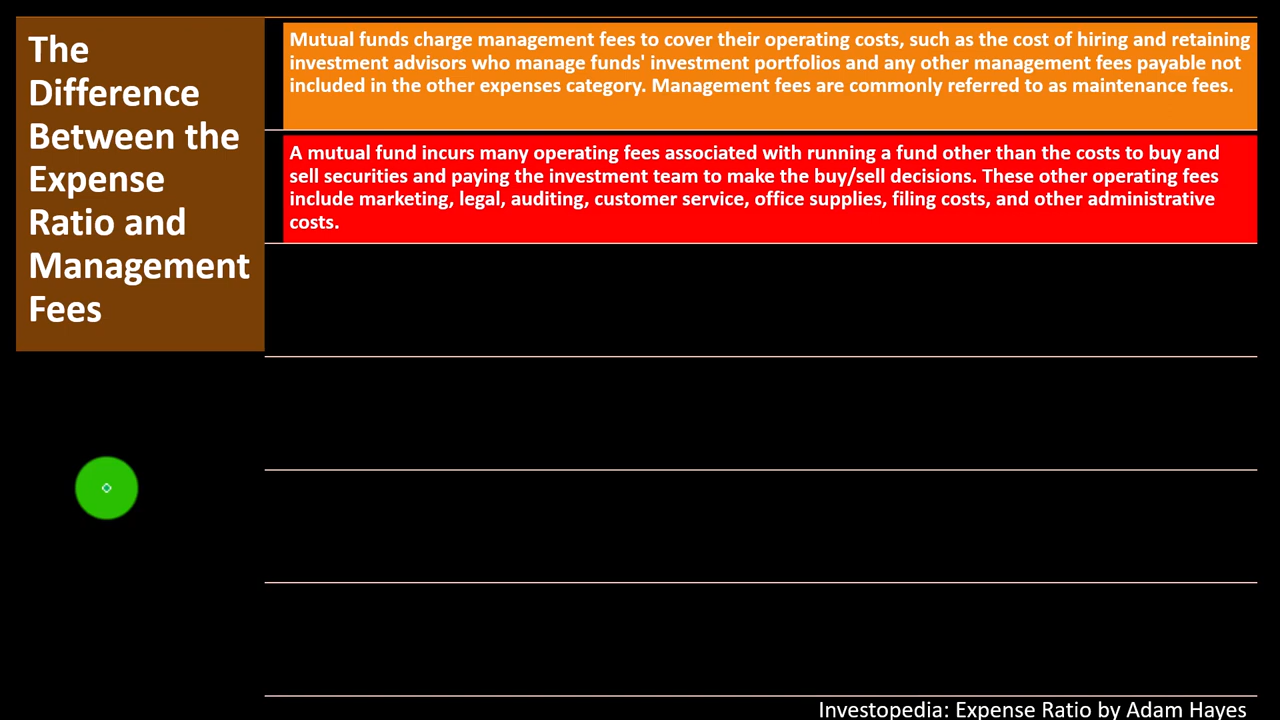 The
Difference
Between the
Expense
Ratio and
Management
Fees
Mutual funds charge management fees to cover their operating costs, such as the cost of hiring and retaining
investment advisors who manage funds' investment portfolios and any other management fees payable not
included in the other expenses category. Management fees are commonly referred to as maintenance fees.
A mutual fund incurs many operating fees associated with running a fund other than the costs to buy and
sell securities and paying the investment team to make the buy/sell decisions. These other operating fees
include marketing, legal, auditing, customer service, office supplies, filing costs, and other administrative
costs.
Investopedia: Expense Ratio by Adam Hayes